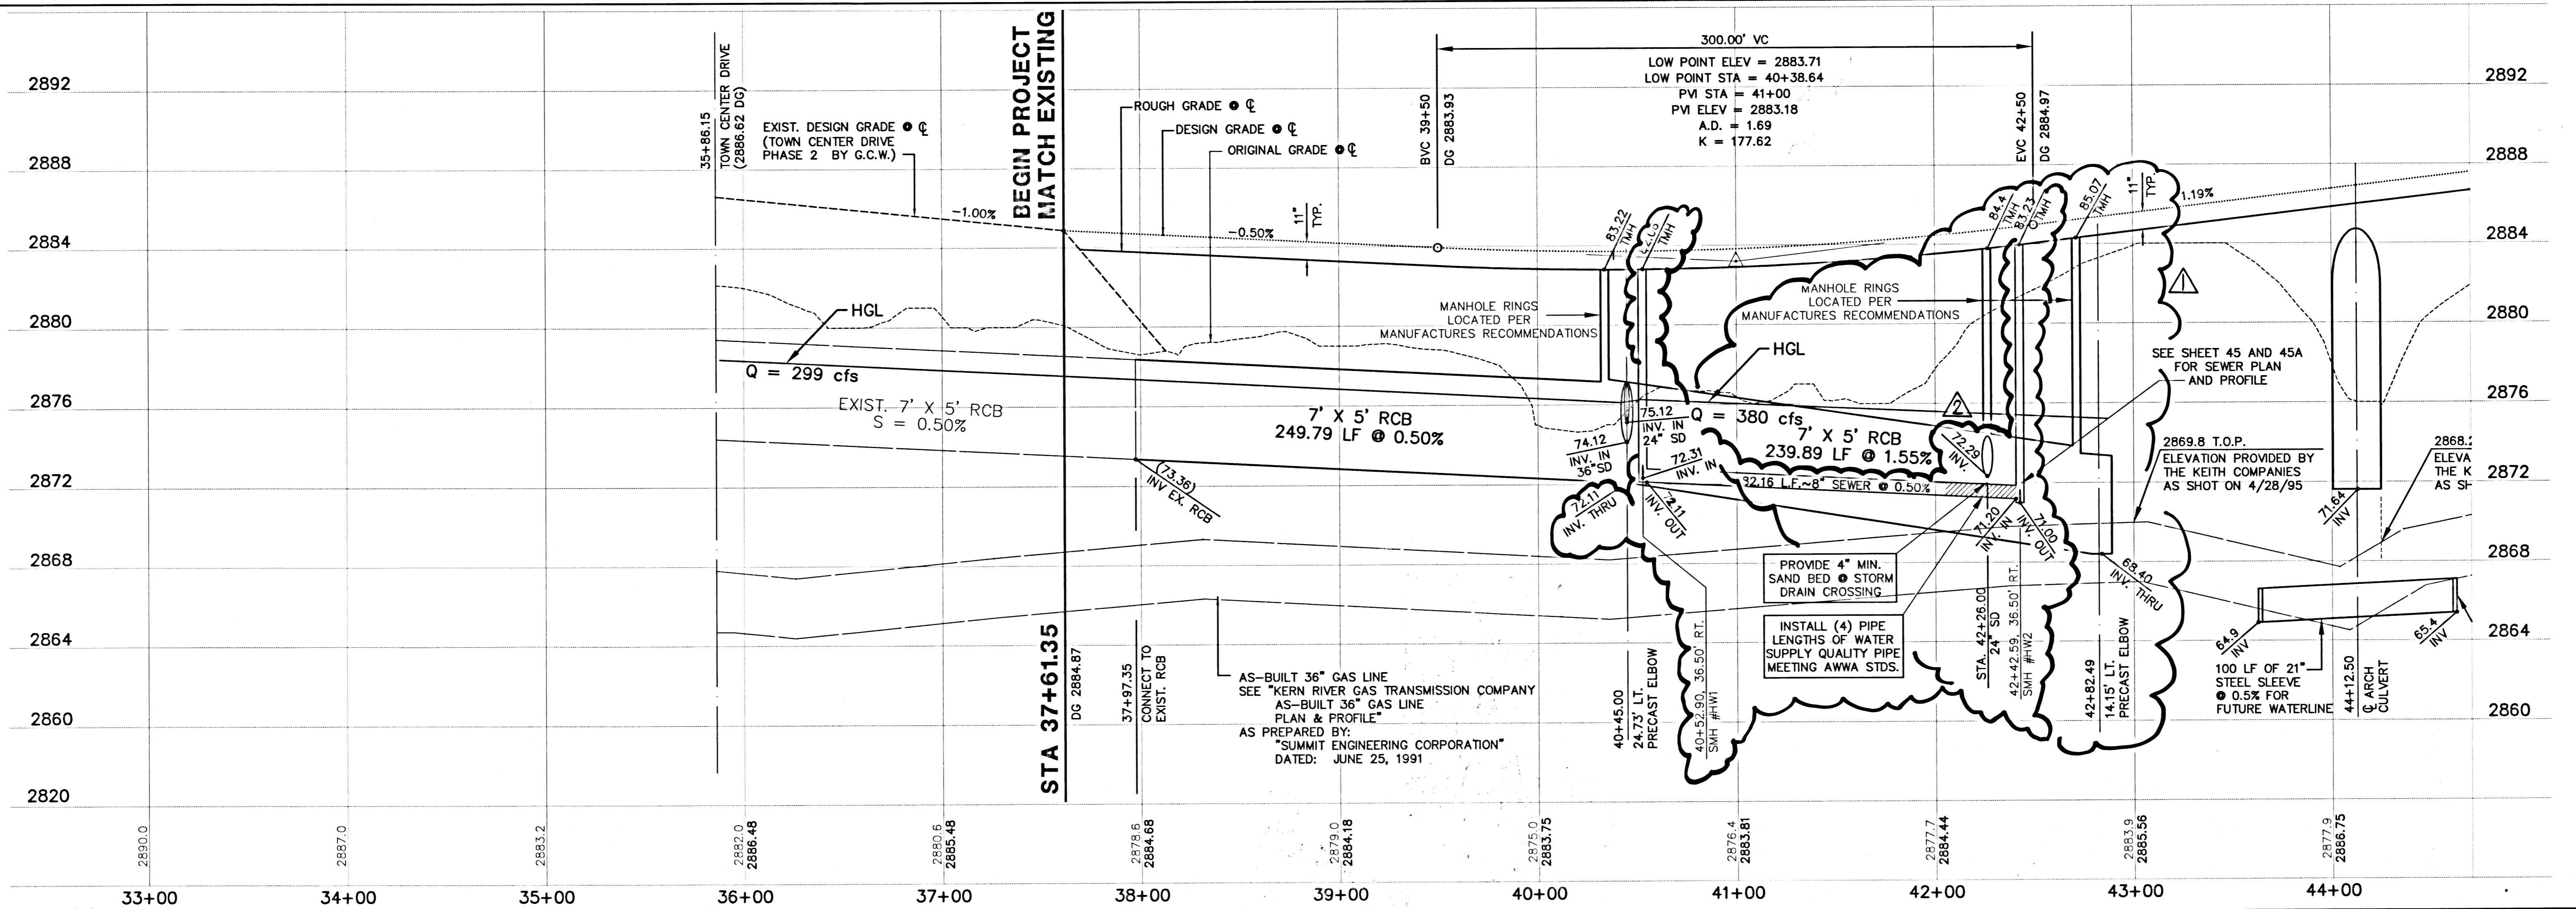 2892
2888
2884
2880
2876
2872
2868
2864
2860
2820
35+86.15
TOWN CENTER DRIVE
(2886.62 DG)
EXIST. DESIGN GRADE @ ℄
(TOWN CENTER DRIVE
PHASE 2 BY G.C.W.)
-1.00%
BEGIN PROJECT
MATCH EXISTING
ROUGH GRADE @ ℄
DESIGN GRADE @ ℄
ORIGINAL GRADE @ ℄
-0.50%
11"
TYP.
BVC 39+50
DG 2883.93
300.00' VC
LOW POINT ELEV = 2883.71
LOW POINT STA = 40+38.64
PVI STA = 41+00
PVI ELEV = 2883.18
A.D. = 1.69
K = 177.62
EVC 42+50
DG 2884.97
83.22
TMH
TMH
84.4
TMH
83.23
TMH
85.07
TMH
11"
TYP.
1.19%
1
HGL
Q = 299 cfs
EXIST. 7' X 5' RCB
S = 0.50%
(73.36)
INV EX. RCB
7' X 5' RCB
249.79 LF @ 0.50%
MANHOLE RINGS
LOCATED PER
MANUFACTURES RECOMMENDATIONS
MANHOLE RINGS
LOCATED PER
MANUFACTURES RECOMMENDATIONS
HGL
75.12
INV. IN
24" SD
Q = 380 cfs
7' X 5' RCB
239.89 LF @ 1.55%
2
74.12
INV. IN
36"SD
72.31
INV. IN
72.29
INV.
72.11
INV. THRU
72.11
INV. OUT
82.16 L.F.~8" SEWER @ 0.50%
71.20
INV. IN
71.00
INV. OUT
68.40
INV. THRU
SEE SHEET 45 AND 45A
FOR SEWER PLAN
AND PROFILE
2869.8 T.O.P.
ELEVATION PROVIDED BY
THE KEITH COMPANIES
AS SHOT ON 4/28/95
2868.2
ELEVA
THE K
AS SH
71.64
INV
PROVIDE 4" MIN.
SAND BED @ STORM
DRAIN CROSSING
INSTALL (4) PIPE
LENGTHS OF WATER
SUPPLY QUALITY PIPE
MEETING AWWA STDS.
STA 37+61.35
DG 2884.87
37+97.35
CONNECT TO
EXIST. RCB
AS-BUILT 36" GAS LINE
SEE "KERN RIVER GAS TRANSMISSION COMPANY
AS-BUILT 36" GAS LINE
PLAN & PROFILE"
AS PREPARED BY:
"SUMMIT ENGINEERING CORPORATION"
DATED: JUNE 25, 1991
40+45.00
24.73' LT.
PRECAST ELBOW
40+52.90, 36.50' RT.
SMH #HW1
STA. 42+26.00
24" SD
42+42.59, 36.50' RT.
SMH #HW2
42+82.49
14.15' LT.
PRECAST ELBOW
64.9
INV
65.4
INV
100 LF OF 21"
STEEL SLEEVE
@ 0.5% FOR
FUTURE WATERLINE
44+12.50
℄ ARCH
CULVERT
2892
2888
2884
2880
2876
2872
2868
2864
2860
2890.0
2887.0
2883.2
2882.0
2886.48
2880.6
2885.48
2878.6
2884.68
2879.0
2884.18
2875.0
2883.75
2876.4
2883.81
2877.7
2884.44
2883.9
2885.56
2877.9
2886.75
33+00
34+00
35+00
36+00
37+00
38+00
39+00
40+00
41+00
42+00
43+00
44+00